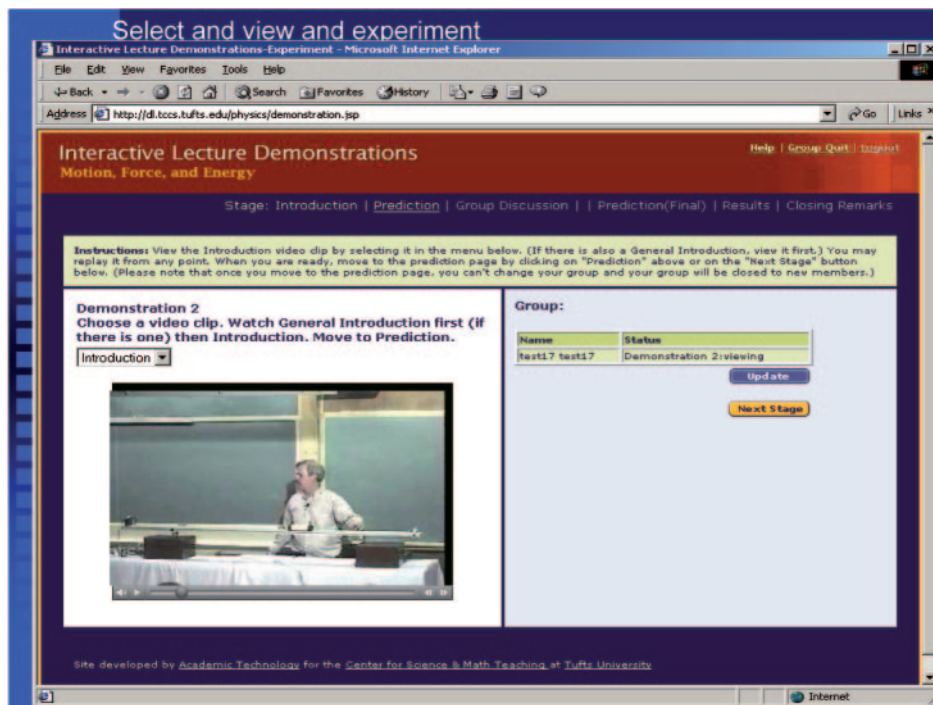 Select and view and experiment
Interactive Lecture Demonstrations-Experiment - Microsoft Internet Explorer
File Edit View Favorites Tools Help
Back Search Favorites History
Address http://dl.tccs.tufts.edu/physics/demonstration.jsp Go Links »
Interactive Lecture Demonstrations
Help | Group Quit | Logout
Motion, Force, and Energy
Stage: Introduction | Prediction | Group Discussion | | Prediction(Final) | Results | Closing Remarks
Instructions: View the Introduction video clip by selecting it in the menu below. (If there is also a General Introduction, view it first.) You may
replay it from any point. When you are ready, move to the prediction page by clicking on "Prediction" above or on the "Next Stage" button
below. (Please note that once you move to the prediction page, you can't change your group and your group will be closed to new members.)
Demonstration 2
Choose a video clip. Watch General Introduction first (if
there is one) then Introduction. Move to Prediction.
Introduction
Group:
Name Status
test17 test17 Demonstration 2:viewing
Update
Next Stage
Site developed by Academic Technology for the Center for Science & Math Teaching at Tufts University
Internet